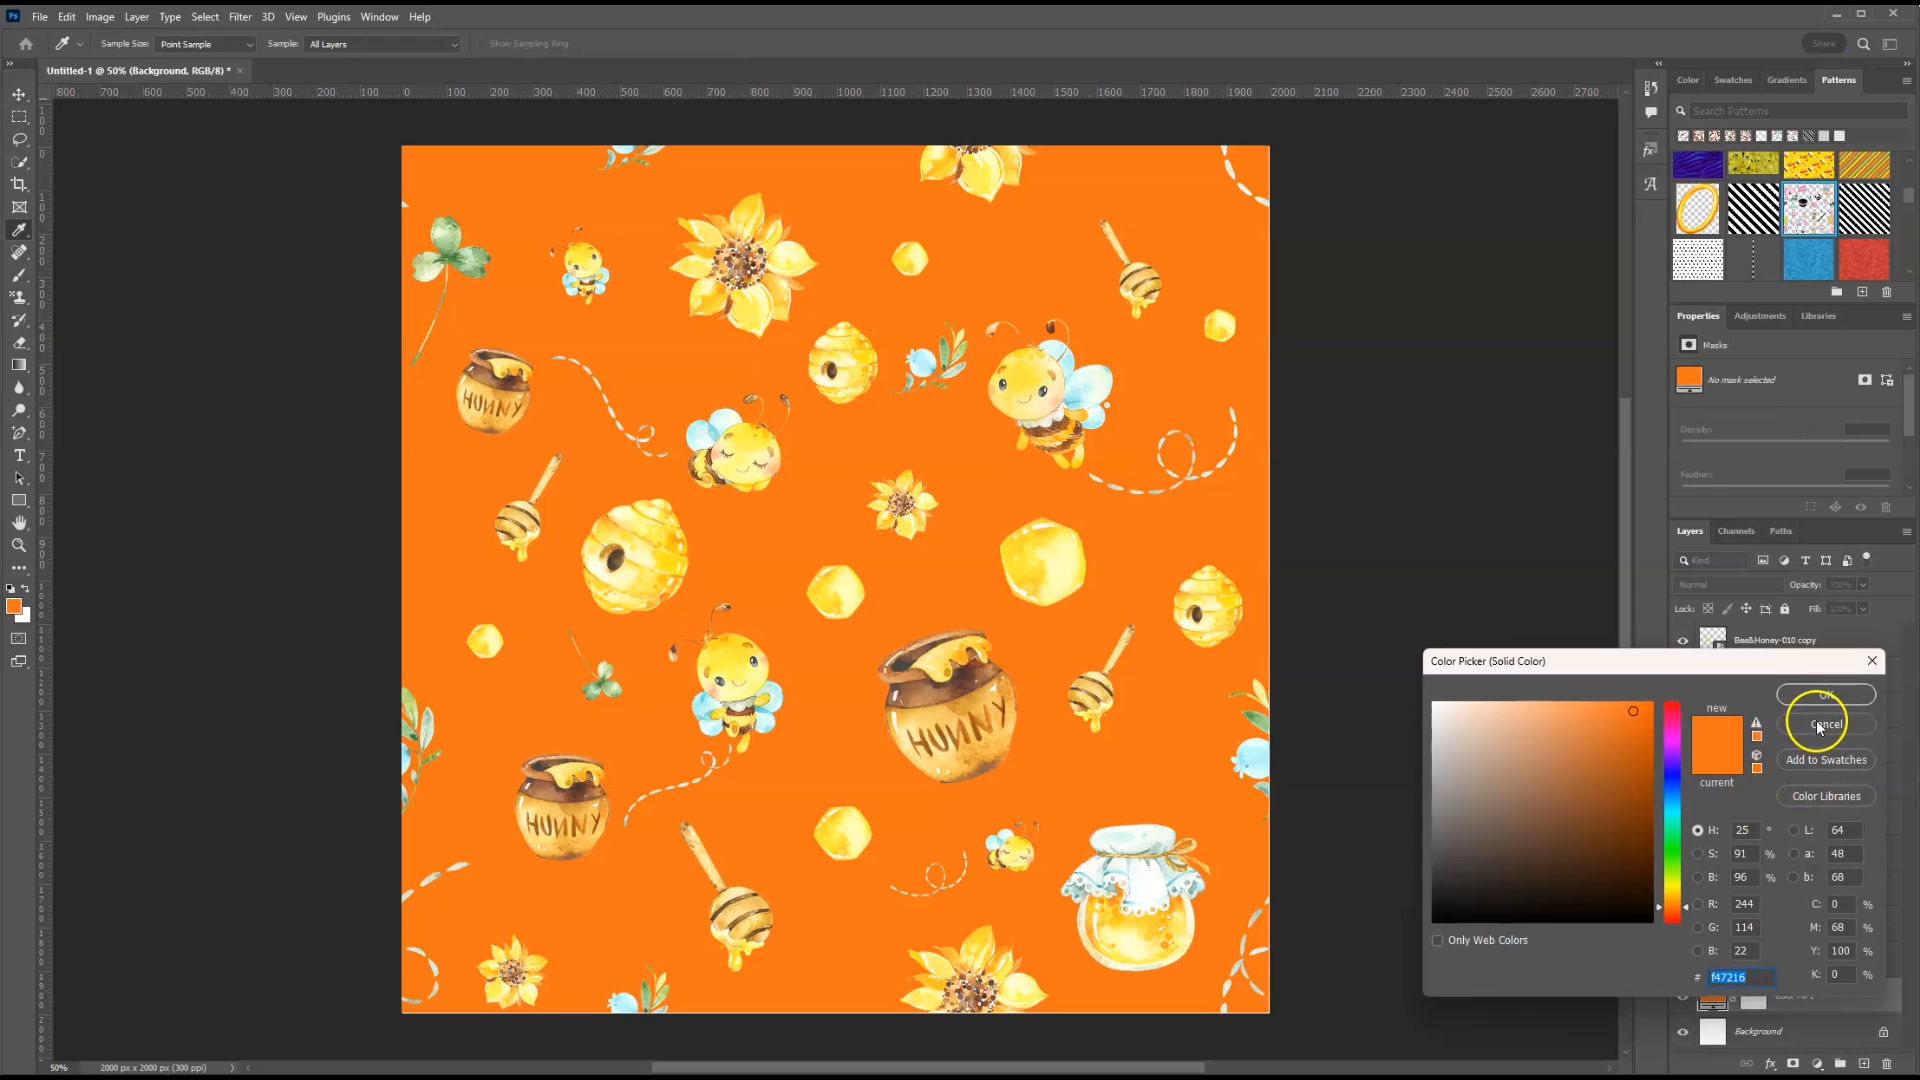 Ps File Edit Image Layer Type Select Filter 3D View Plugins Window Help
Sample Size: Point Sample Sample: All Layers Show Sampling Ring Share
Untitled-1 @ 50% (Background, RGB/8) * ×
800 700 600 500 400 300 200 100 0 100 200 300 400 500 600 700 800 900 1000 1100 1200 1300 1400 1500 1600 1700 1800 1900 2000 2100 2200 2300 2400 2500 2600 2700
Color Swatches Gradients Patterns
Search Patterns
HUNNY
HUNNY
HUNNY
Properties Adjustments Libraries
Masks
No mask selected
Density:
Feather:
Layers Channels Paths
Kind
Normal Opacity: 100%
Lock: Fill: 100%
Bee&Honey-010 copy
Color Picker (Solid Color)
new
current
OK
Cancel
Add to Swatches
Color Libraries
H: 25 ° L: 64
S: 91 % a: 48
B: 96 % b: 68
R: 244 C: 0 %
G: 114 M: 68 %
B: 22 Y: 100 %
# f47216 K: 0 %
Only Web Colors
Background
50% 2000 px x 2000 px (300 ppi)